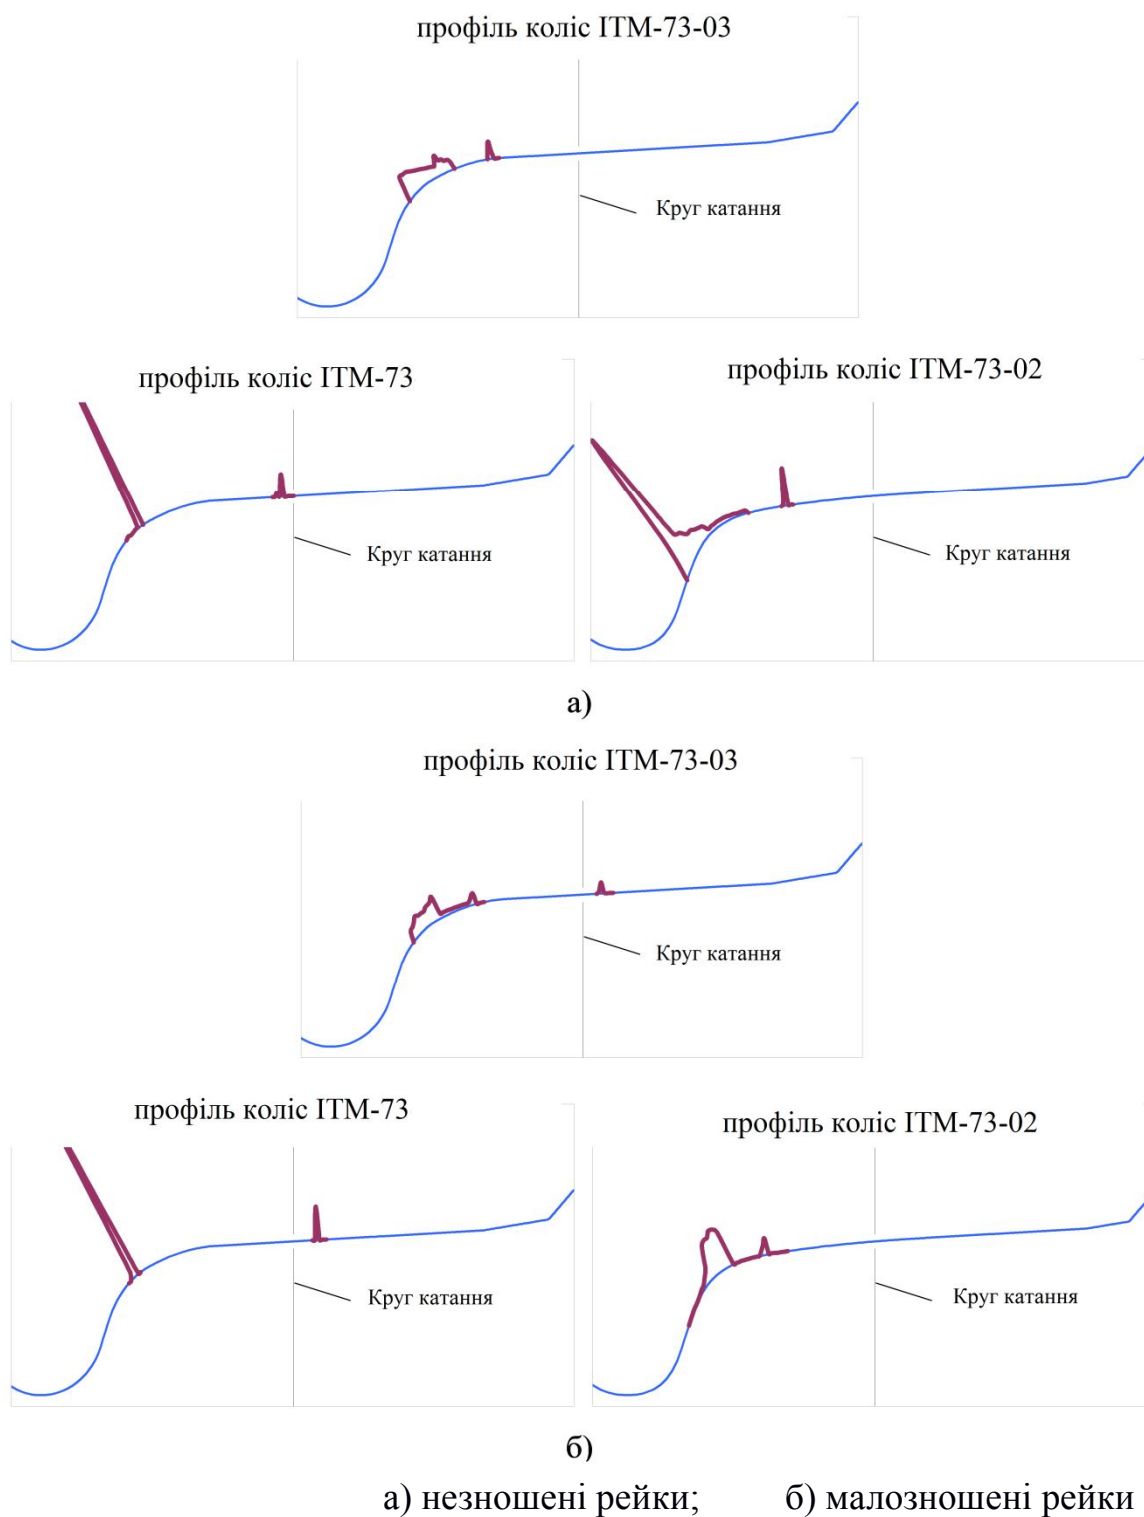 профіль коліс ІТМ-73-03
Круг катання
профіль коліс ІТМ-73
профіль коліс ІТМ-73-02
Круг катання
Круг катання
а)
профіль коліс ІТМ-73-03
Круг катання
профіль коліс ІТМ-73
профіль коліс ІТМ-73-02
Круг катання
Круг катання
б)
а) незношені рейки; б) малозношені рейки